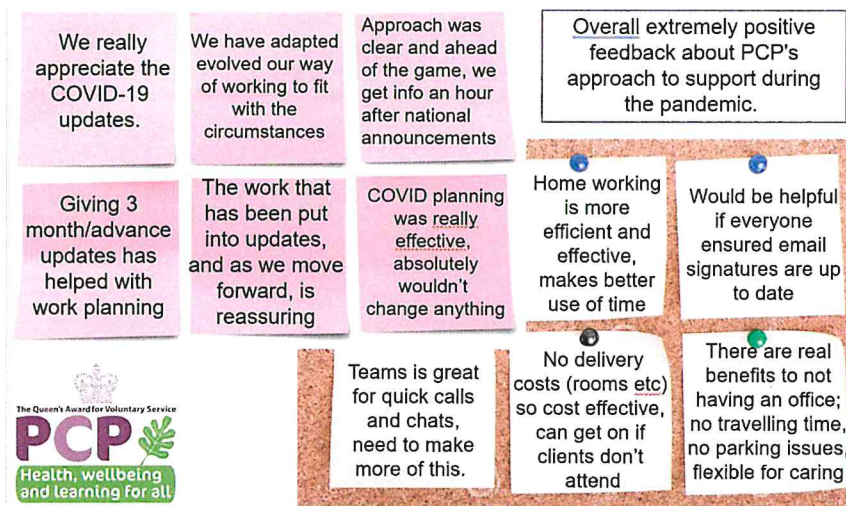 We really
appreciate the
COVID-19
updates.
We have adapted
evolved our way
of working to fit
with the
circumstances
Approach was
clear and ahead
of the game, we
get info an hour
after national
announcements
Overall extremely positive
feedback about PCP's
approach to support during
the pandemic.
Giving 3
month/advance
updates has
helped with
work planning
The work that
has been put
into updates,
and as we move
forward, is
reassuring
COVID planning
was really
effective,
absolutely
wouldn't
change anything
Home working
is more
efficient and
effective,
makes better
use of time
Would be helpful
if everyone
ensured email
signatures are up
to date
Teams is great
for quick calls
and chats,
need to make
more of this.
No delivery
costs (rooms etc)
so cost effective,
can get on if
clients don't
attend
There are real
benefits to not
having an office;
no travelling time,
no parking issues,
flexible for caring
The Queen's Award for Voluntary Service
PCP
Health, wellbeing
and learning for all